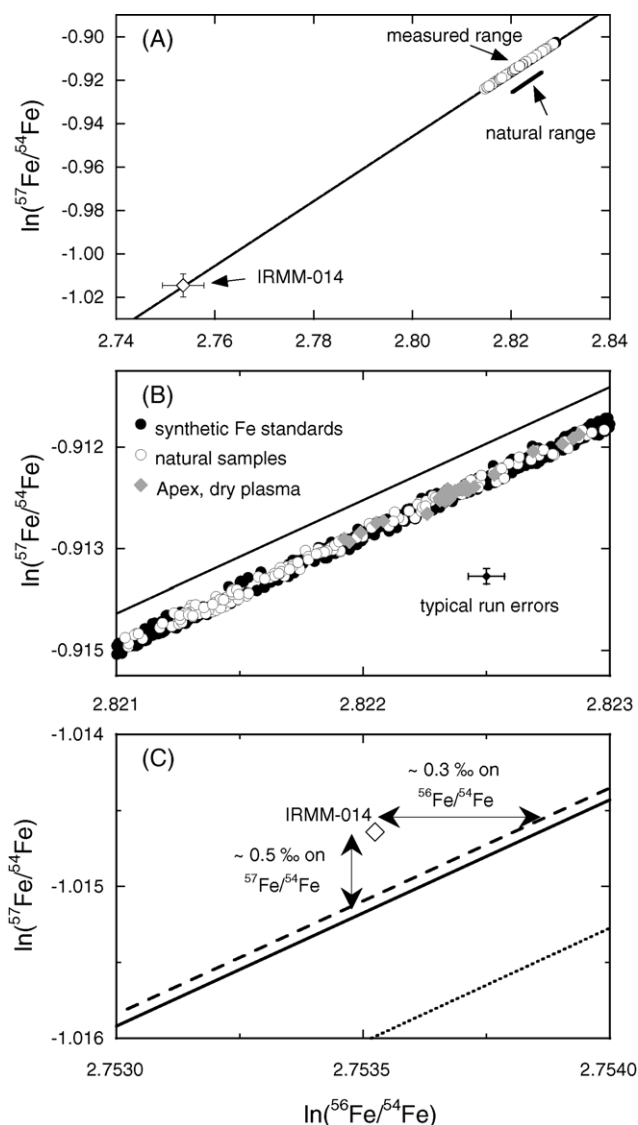 (A)
measured range
natural range
IRMM-014
ln(⁵⁷Fe/⁵⁴Fe)
-0.90
-0.92
-0.94
-0.96
-0.98
-1.00
-1.02
2.74
2.76
2.78
2.80
2.82
2.84
(B)
synthetic Fe standards
natural samples
Apex, dry plasma
typical run errors
ln(⁵⁷Fe/⁵⁴Fe)
-0.912
-0.913
-0.915
2.821
2.822
2.823
(C)
~ 0.3 ‰ on
⁵⁶Fe/⁵⁴Fe
IRMM-014
~ 0.5 ‰ on
⁵⁷Fe/⁵⁴Fe
ln(⁵⁷Fe/⁵⁴Fe)
-1.014
-1.015
-1.016
2.7530
2.7535
2.7540
ln(⁵⁶Fe/⁵⁴Fe)